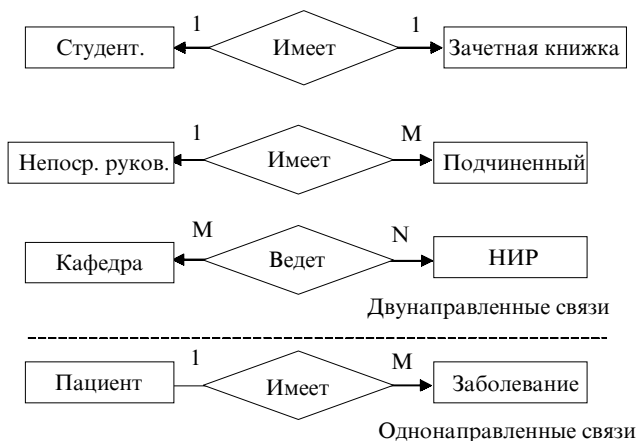 1 1
Студент. Имеет Зачетная книжка
1 М
Непоср. руков. Имеет Подчиненный
М N
Кафедра Ведет НИР
Двунаправленные связи
1 М
Пациент Имеет Заболевание
Однонаправленные связи